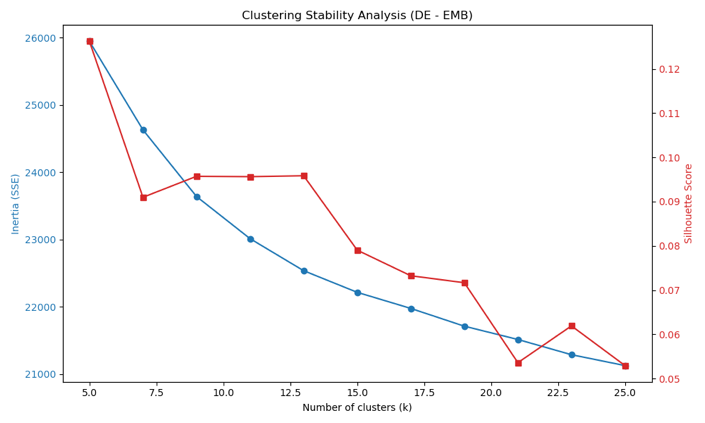 Clustering Stability Analysis (DE - EMB)
26000
25000
24000
23000
22000
21000
Inertia (SSE)
0.12
0.11
0.10
0.09
0.08
0.07
0.06
0.05
Silhouette Score
5.0 7.5 10.0 12.5 15.0 17.5 20.0 22.5 25.0
Number of clusters (k)